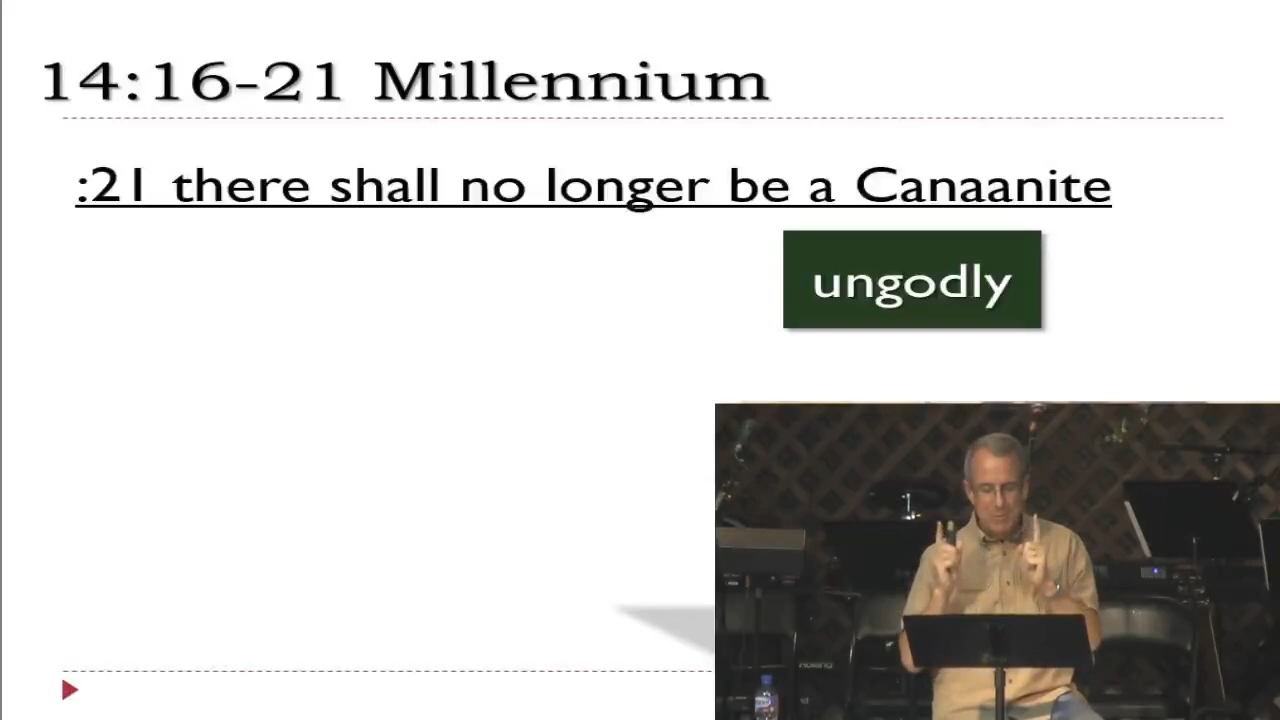 14:16-21 Millennium
:21 there shall no longer be a Canaanite
ungodly